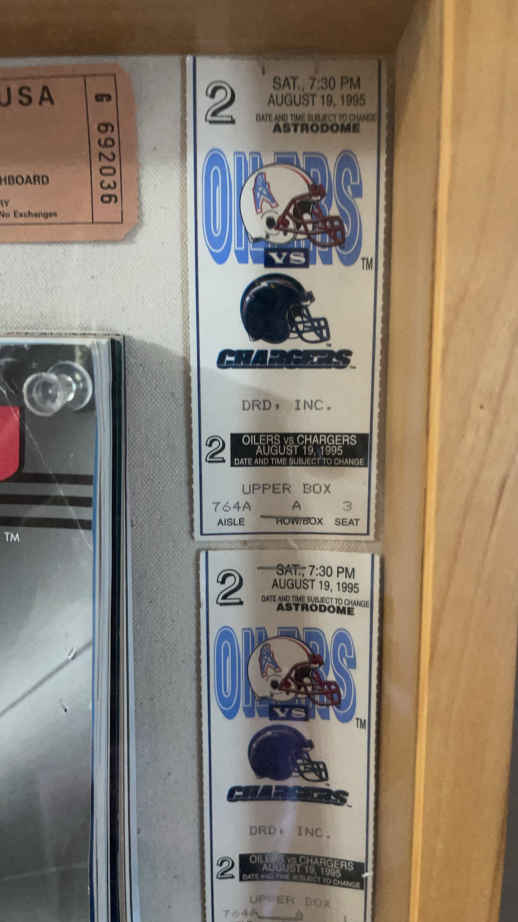 USA
G 692036
HBOARD
RY
No Exchanges
TM
2
SAT., 7:30 PM
AUGUST 19, 1995
DATE AND TIME SUBJECT TO CHANGE
ASTRODOME
OILERS
VS
TM
CHARGERS
DRD, INC.
2
OILERS vs CHARGERS
AUGUST 19, 1995
DATE AND TIME SUBJECT TO CHANGE
UPPER BOX
764A A 3
AISLE ROW/BOX SEAT
2
SAT., 7:30 PM
AUGUST 19, 1995
DATE AND TIME SUBJECT TO CHANGE
ASTRODOME
OILERS
VS
TM
CHARGERS
DRD, INC.
2
OILERS vs CHARGERS
AUGUST 19, 1995
DATE AND TIME SUBJECT TO CHANGE
UPPER BOX
764A A